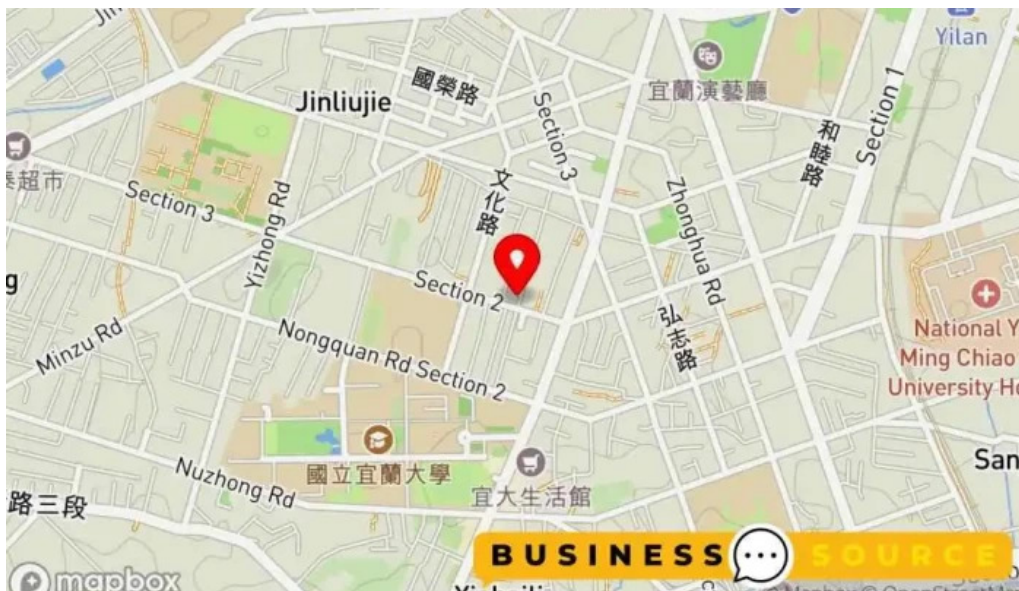 Yilan
宜蘭演藝廳
國榮路
Jinliujie
Section 1
Section 3
和睦路
超市
Section 3
文化路
Yizhong Rd
Zhonghua Rd
g
Section 2
弘志路
National Y
Ming Chiao
University Ho
Minzu Rd
Nongquan Rd Section 2
國立宜蘭大學
Nuzhong Rd
San
宜大生活館
路三段
BUSINESS SOURCE
mapbox